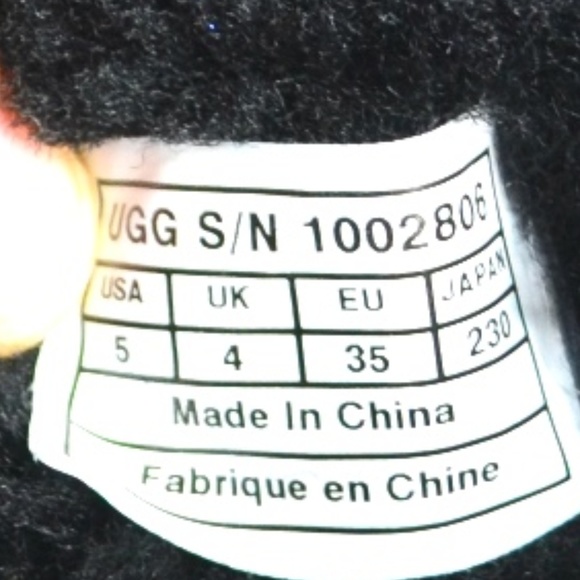 UGG S/N 1002806
USA UK EU JAPAN
5 4 35 230
Made In China
Fabrique en Chine